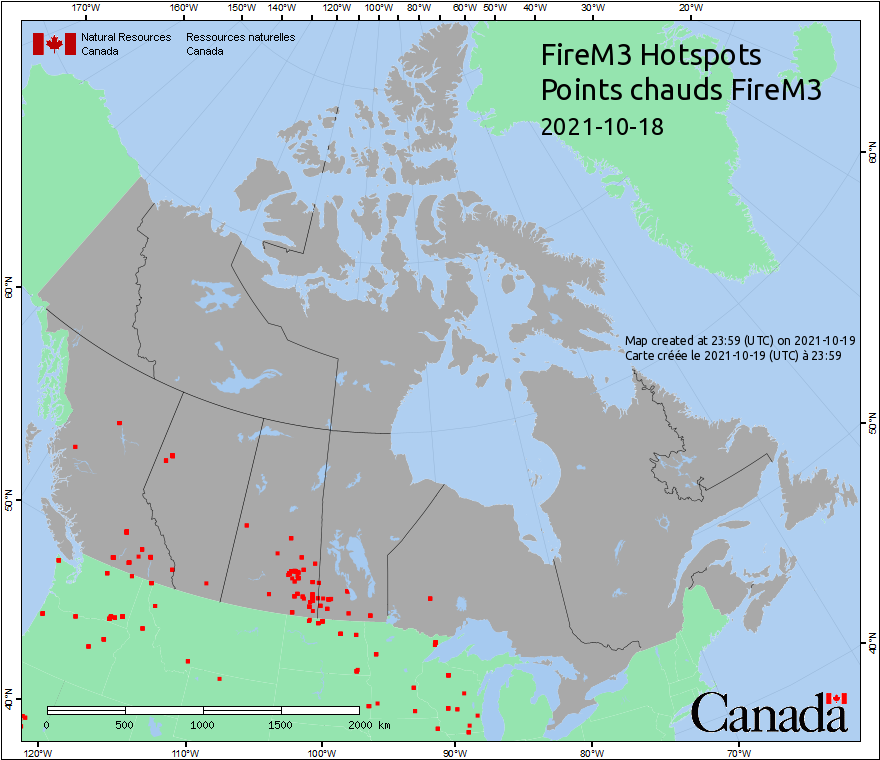 170°W 160°W 150°W 140°W 130°W 120°W 110°W 100°W 90°W 80°W 60°W 50°W 40°W 30°W 20°W
Natural Resources Ressources naturelles
Canada Canada
FireM3 Hotspots
Points chauds FireM3
2021-10-18
60°N
60°N
Map created at 23:59 (UTC) on 2021-10-19
Carte créée le 2021-10-19 (UTC) à 23:59
50°N
50°N
40°N
40°N
Canada
0 500 1000 1500 2000 km
120°W 110°W 100°W 90°W 80°W 70°W